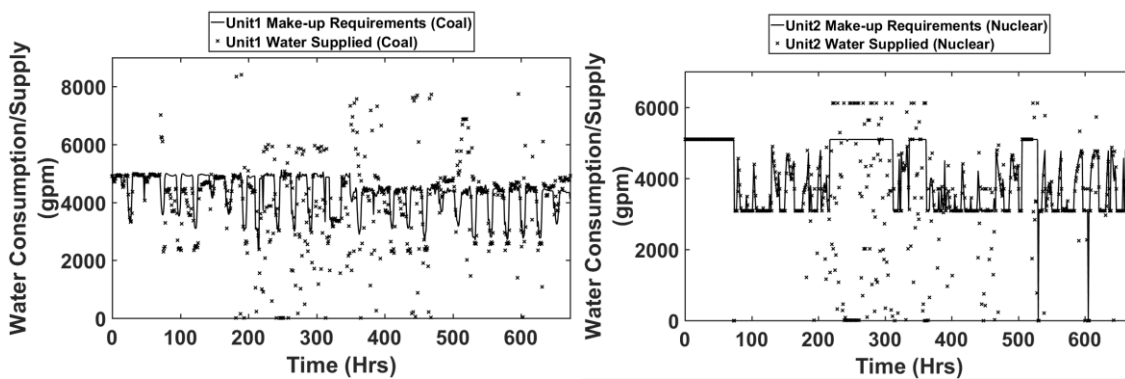 Unit1 Make-up Requirements (Coal)
Unit1 Water Supplied (Coal)
Water Consumption/Supply
(gpm)
8000
6000
4000
2000
0
0 100 200 300 400 500 600
Time (Hrs)
Unit2 Make-up Requirements (Nuclear)
Unit2 Water Supplied (Nuclear)
Water Consumption/Supply
(gpm)
6000
4000
2000
0
0 100 200 300 400 500 600
Time (Hrs)